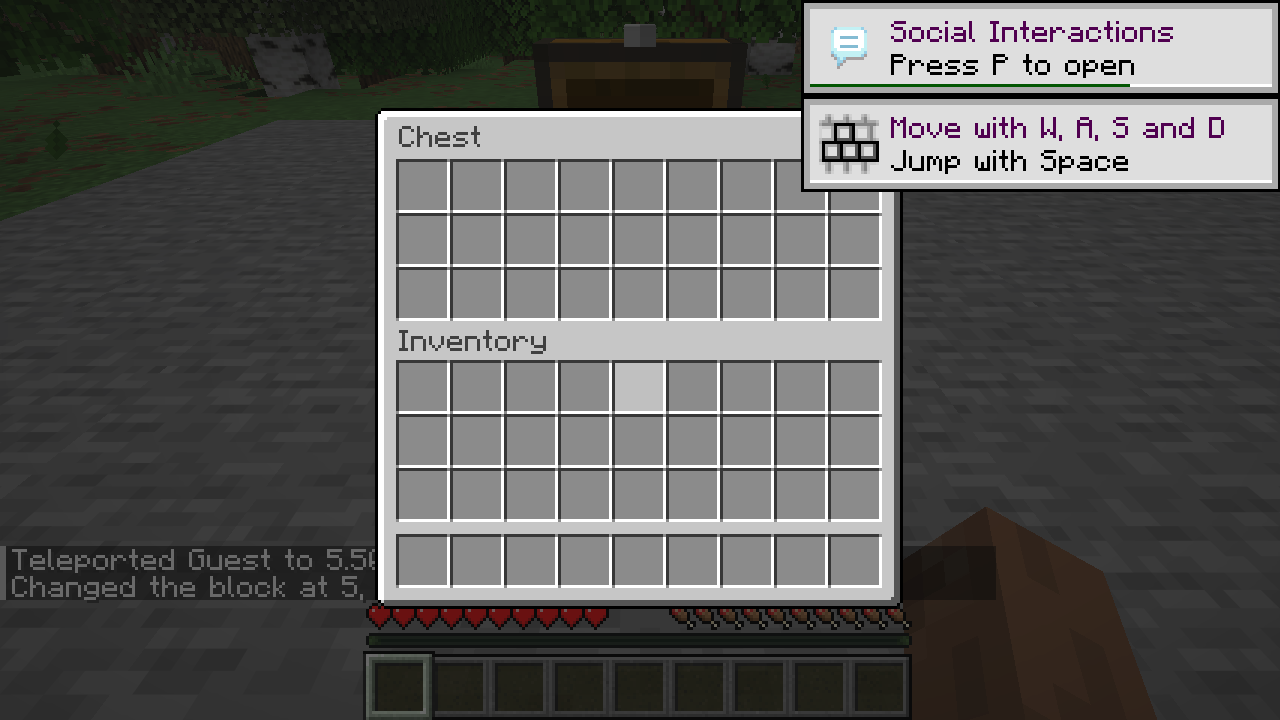 Social Interactions
Press P to open
Move with W, A, S and D
Jump with Space
Chest
Inventory
Teleported Guest to
Changed the block at 5,